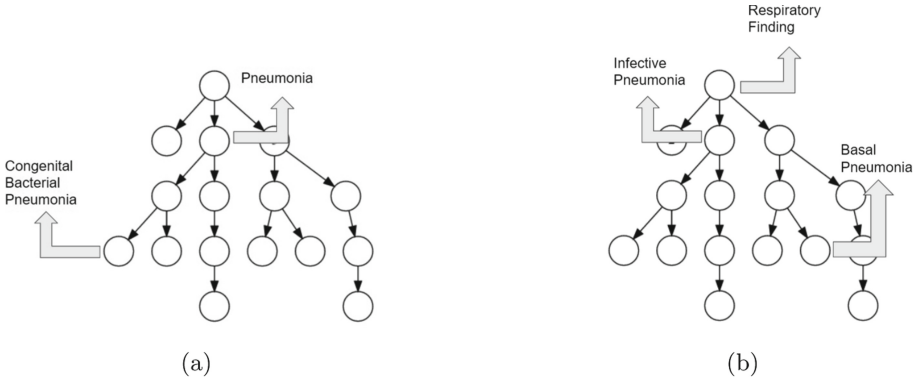 Pneumonia
Congenital
Bacterial
Pneumonia
(a)
Respiratory
Finding
Infective
Pneumonia
Basal
Pneumonia
(b)